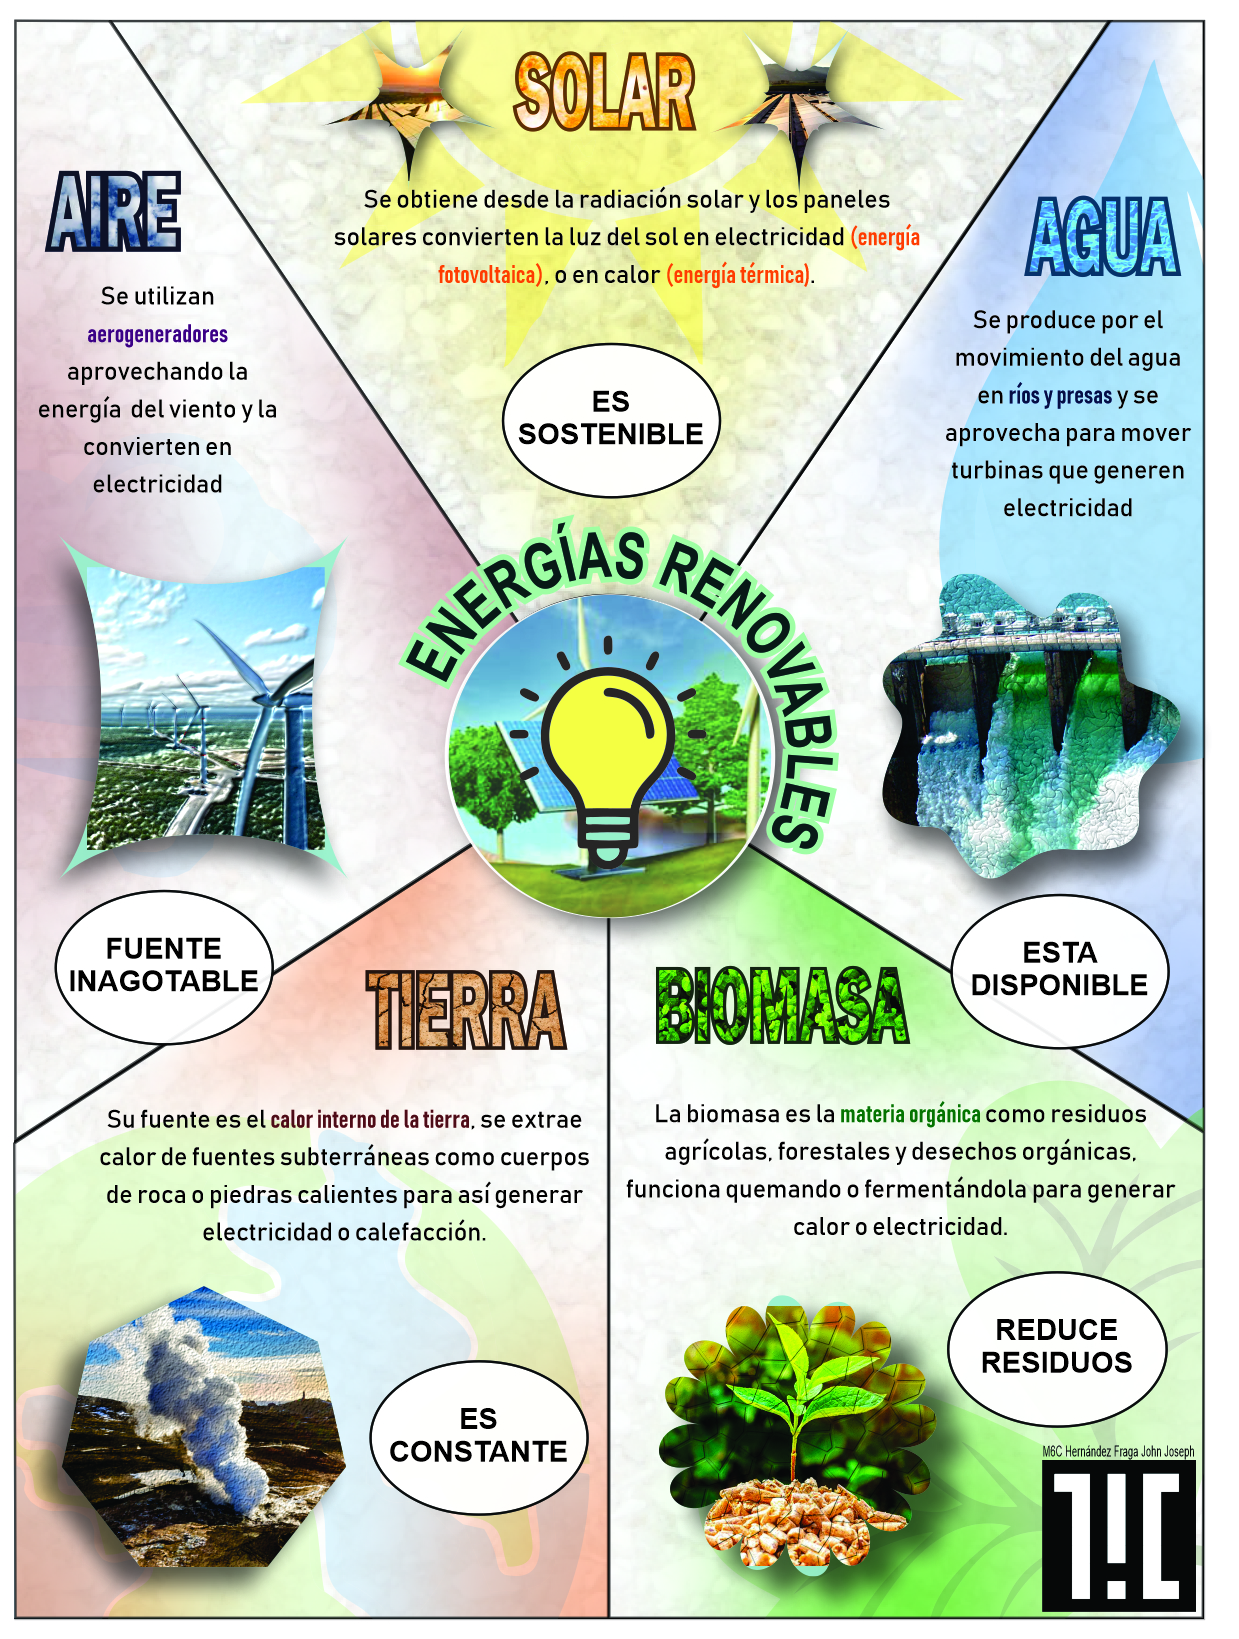 SOLAR
Se obtiene desde la radiación solar y los paneles
solares convierten la luz del sol en electricidad (energía
fotovoltaica), o en calor (energía térmica).
ES
SOSTENIBLE
AIRE
Se utilizan
aerogeneradores
aprovechando la
energía del viento y la
convierten en
electricidad
FUENTE
INAGOTABLE
AGUA
Se produce por el
movimiento del agua
en ríos y presas y se
aprovecha para mover
turbinas que generen
electricidad
ESTA
DISPONIBLE
ENERGÍAS RENOVABLES
TIERRA
Su fuente es el calor interno de la tierra, se extrae
calor de fuentes subterráneas como cuerpos
de roca o piedras calientes para así generar
electricidad o calefacción.
ES
CONSTANTE
BIOMASA
La biomasa es la materia orgánica como residuos
agrícolas, forestales y desechos orgánicas,
funciona quemando o fermentándola para generar
calor o electricidad.
REDUCE
RESIDUOS
M6C Hernández Fraga John Joseph